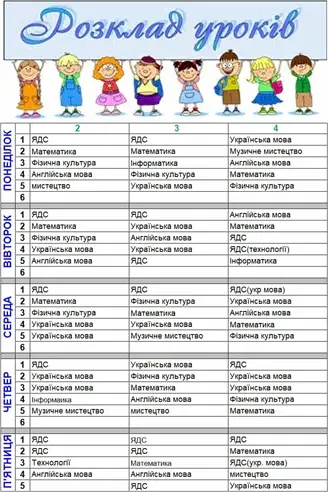 Розклад уроків
2 3 4
ПОНЕДІЛОК
1 ЯДС ЯДС Українська мова
2 Математика Математика Музичне мистецтво
3 Фізична культура Інформатика Англійська мова
4 Англійська мова Фізична культура Математика
5 мистецтво Українська мова Фізична культура
6
ВІВТОРОК
1 ЯДС ЯДС Англійська мова
2 Математика Українська мова Математика
3 Фізична культура Англійська мова ЯДС
4 Українська мова Українська мова ЯДС(технології)
5 Англійська мова ЯДС Інформатика
6
СЕРЕДА
1 ЯДС ЯДС ЯДС(укр мова)
2 Математика Фізична культура Українська мова
3 Фізична культура Математика Англійська мова
4 Українська мова Англійська мова Математика
5 Українська мова Музичне мистецтво Фізична культура
6
ЧЕТВЕР
1 ЯДС Українська мова ЯДС
2 Українська мова Фізична культура Українська мова
3 Українська мова Математика Українська мова
4 Інформаика Англійська мова Фізична культура
5 Музичне мистецтво мистецтво Математика
6
П'ЯТНИЦЯ
1 ЯДС ЯДС ЯДС
2 ЯДС ЯДС Математика
3 Технології Математика ЯДС(укр. мова)
4 Англійська мова Англійська мова мистецтво
5 ЯДС Українська мова